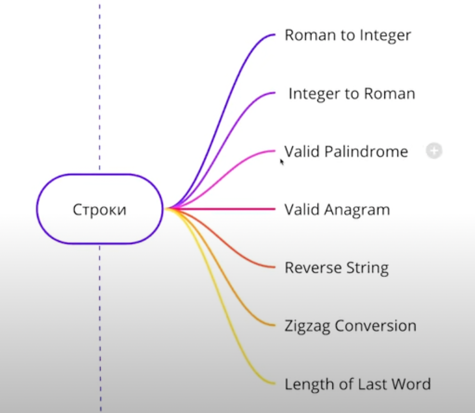 Roman to Integer
Integer to Roman
Valid Palindrome
Строки
Valid Anagram
Reverse String
Zigzag Conversion
Length of Last Word